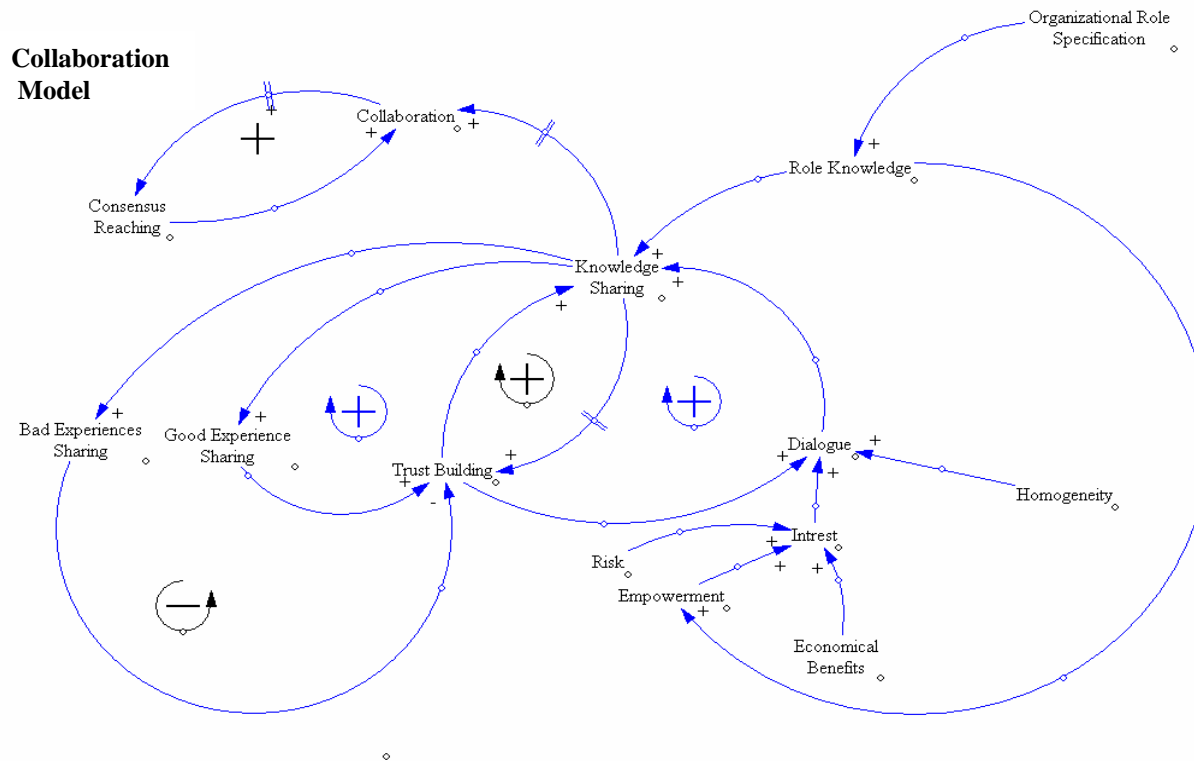 Collaboration
Model
Organizational Role
Specification
Collaboration
Role Knowledge
Consensus
Reaching
Knowledge
Sharing
Bad Experiences
Sharing
Good Experience
Sharing
Trust Building
Dialogue
Homogeneity
Intrest
Risk
Empowerment
Economical
Benefits